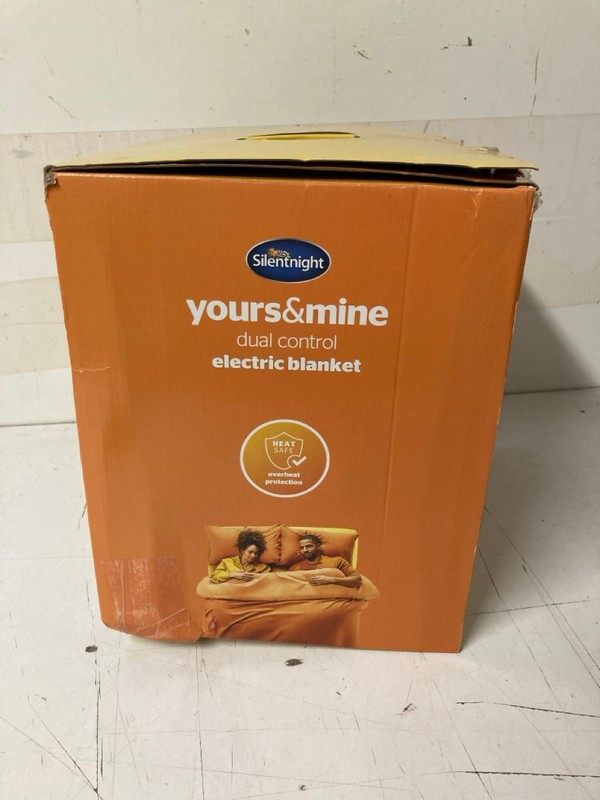 Silentnight
yours&mine
dual control
electric blanket
HEAT
SAFE
overheat
protection